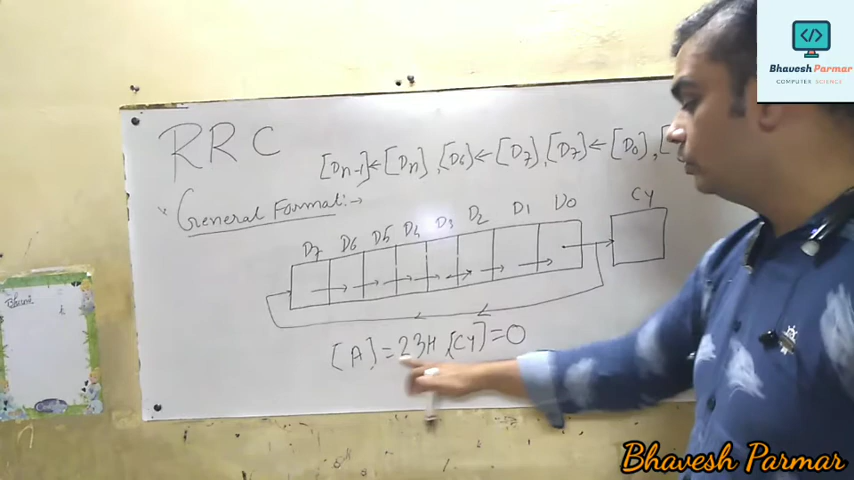 </> 
Bhavesh Parmar
COMPUTER SCIENCE
RRC
[Dn-1]←[Dn], [D6]←[D7], [D7]←[D0], [
General Format:→
D7 D6 D5 D4 D3 D2 D1 D0 CY
[A]=23H, [CY]=0
Bhavesh Parmar